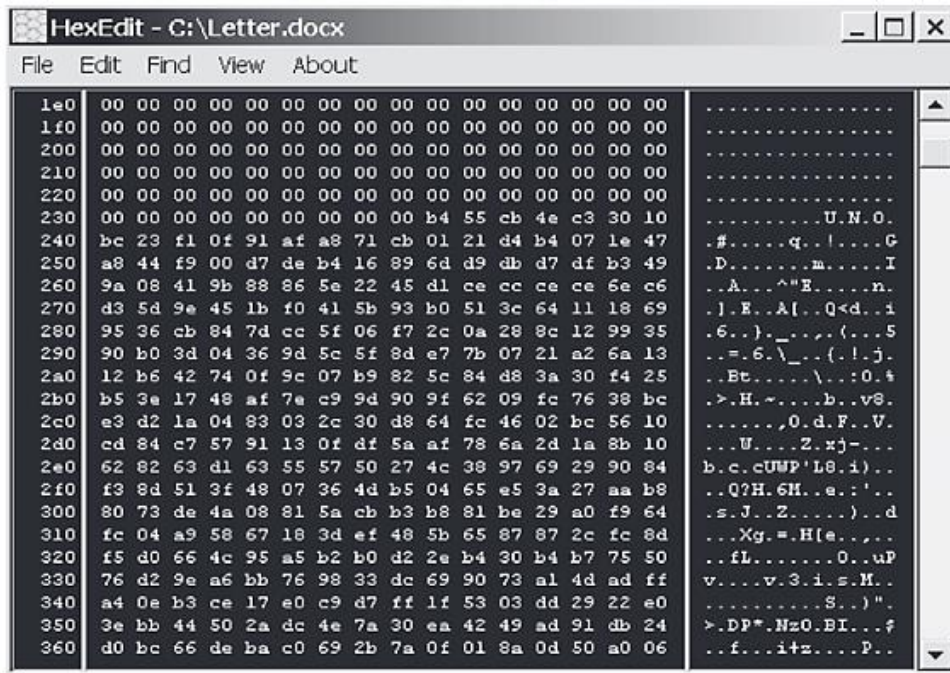 HexEdit - C:\Letter.docx
File Edit Find View About
1e0 00 00 00 00 00 00 00 00 00 00 00 00 00 00 00 00 ................
1f0 00 00 00 00 00 00 00 00 00 00 00 00 00 00 00 00 ................
200 00 00 00 00 00 00 00 00 00 00 00 00 00 00 00 00 ................
210 00 00 00 00 00 00 00 00 00 00 00 00 00 00 00 00 ................
220 00 00 00 00 00 00 00 00 00 00 00 00 00 00 00 00 ................
230 00 00 00 00 00 00 00 00 00 b4 55 cb 4e c3 30 10 ..........U.N.0.
240 bc 23 f1 0f 91 af a8 71 cb 01 21 d4 b4 07 1e 47 .#.....q..!....G
250 a8 44 f9 00 d7 de b4 16 89 6d d9 db d7 df b3 49 .D.......m.....I
260 9a 08 41 9b 88 86 5e 22 45 d1 ce cc ce ce 6e c6 ..A...^"E.....n.
270 d3 5d 9e 45 1b f0 41 5b 93 b0 51 3c 64 11 18 69 .].E..A[..Q<d..i
280 95 36 cb 84 7d cc 5f 06 f7 2c 0a 28 8c 12 99 35 .6..}._..,.(...5
290 90 b0 3d 04 36 9d 5c 5f 8d e7 7b 07 21 a2 6a 13 ..=.6.\_..{.!.j.
2a0 12 b6 42 74 0f 9c 07 b9 82 5c 84 d8 3a 30 f4 25 ..Bt.....\..:0.%
2b0 b5 3e 17 48 af 7e c9 9d 90 9f 62 09 fc 76 38 bc .>.H.~....b..v8.
2c0 e3 d2 1a 04 83 03 2c 30 d8 64 fc 46 02 bc 56 10 ......,0.d.F..V.
2d0 cd 84 c7 57 91 13 0f df 5a af 78 6a 2d 1a 8b 10 ...W....Z.xj-...
2e0 62 82 63 d1 63 55 57 50 27 4c 38 97 69 29 90 84 b.c.cUWP'L8.i)..
2f0 f3 8d 51 3f 48 07 36 4d b5 04 65 e5 3a 27 aa b8 ..Q?H.6M..e.:'..
300 80 73 de 4a 08 81 5a cb b3 b8 81 be 29 a0 f9 64 .s.J..Z.....)..d
310 fc 04 a9 58 67 18 3d ef 48 5b 65 87 87 2c fc 8d ...Xg.=.H[e..,..
320 f5 d0 66 4c 95 a5 b2 b0 d2 2e b4 30 b4 b7 75 50 ..fL.......0..uP
330 76 d2 9e a6 bb 76 98 33 dc 69 90 73 a1 4d ad ff v....v.3.i.s.M..
340 a4 0e b3 ce 17 e0 c9 d7 ff 1f 53 03 dd 29 22 e0 ..........S..)".
350 3e bb 44 50 2a dc 4e 7a 30 ea 42 49 ad 91 db 24 >.DP*.Nz0.BI...$
360 d0 bc 66 de ba c0 69 2b 7a 0f 01 8a 0d 50 a0 06 ..f...i+z....P..